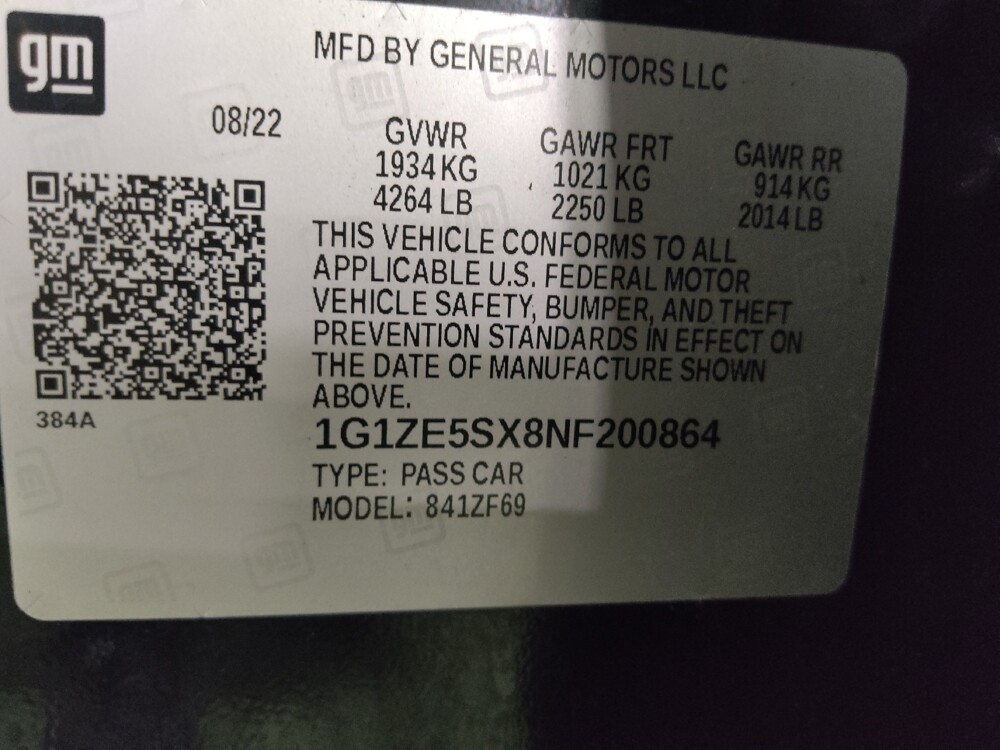 gm
MFD BY GENERAL MOTORS LLC
08/22
GVWR GAWR FRT GAWR RR
1934 KG 1021 KG 914 KG
4264 LB 2250 LB 2014 LB
THIS VEHICLE CONFORMS TO ALL
APPLICABLE U.S. FEDERAL MOTOR
VEHICLE SAFETY, BUMPER, AND THEFT
PREVENTION STANDARDS IN EFFECT ON
THE DATE OF MANUFACTURE SHOWN
ABOVE.
384A
1G1ZE5SX8NF200864
TYPE: PASS CAR
MODEL: 841ZF69